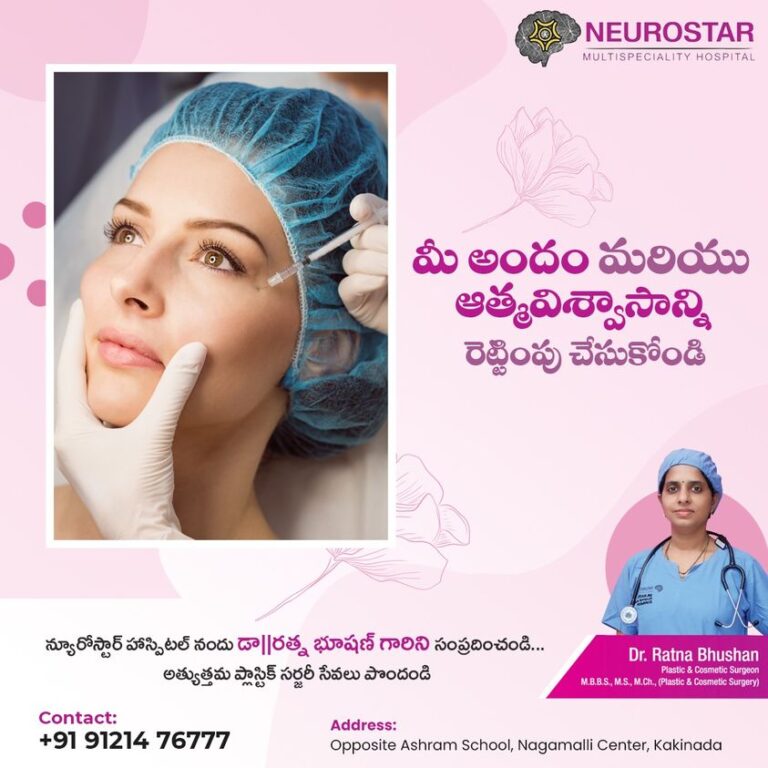 NEUROSTAR
MULTISPECIALITY HOSPITAL
మీ అందం మరియు
ఆత్మవిశ్వాసాన్ని
రెట్టింపు చేసుకోండి
న్యూరోస్టార్ హాస్పిటల్ నందు డా||రత్న భూషణ్ గారిని సంప్రదించండి...
అత్యుత్తమ ప్లాస్టిక్ సర్జరీ సేవలు పొందండి
Dr. Ratna Bhushan
Plastic & Cosmetic Surgeon
M.B.B.S., M.S., M.Ch., (Plastic & Cosmetic Surgery)
Contact:
+91 91214 76777
Address:
Opposite Ashram School, Nagamalli Center, Kakinada